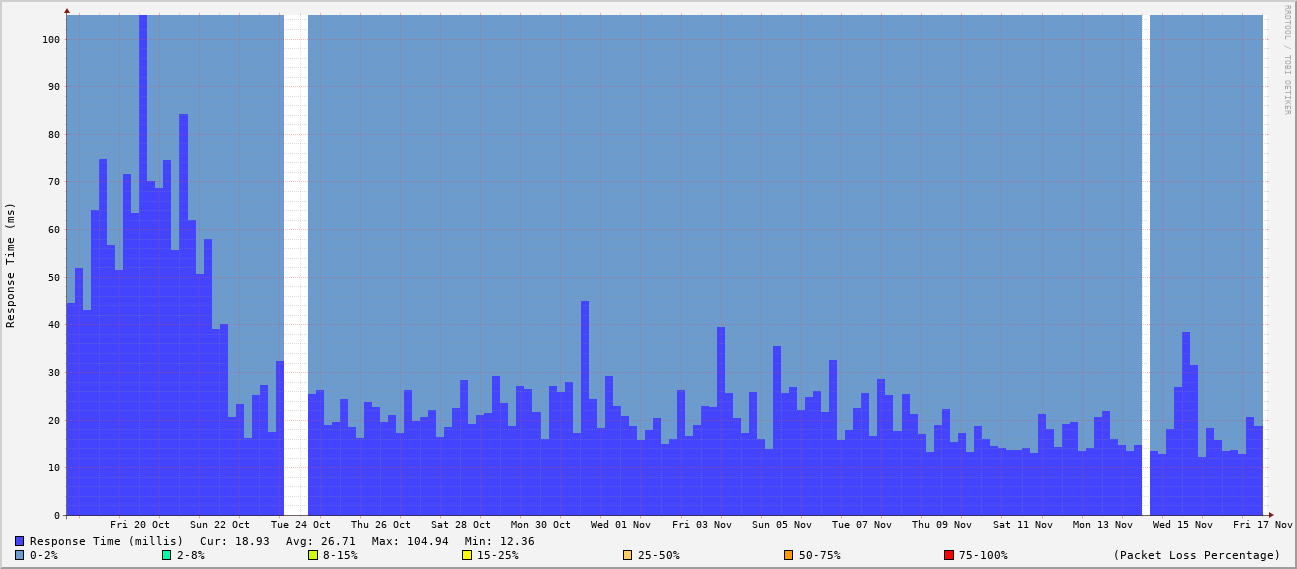 RRDTOOL / TOBI OETIKER
Response Time (ms)
100
90
80
70
60
50
40
30
20
10
0
Fri 20 Oct Sun 22 Oct Tue 24 Oct Thu 26 Oct Sat 28 Oct Mon 30 Oct Wed 01 Nov Fri 03 Nov Sun 05 Nov Tue 07 Nov Thu 09 Nov Sat 11 Nov Mon 13 Nov Wed 15 Nov Fri 17 Nov
Response Time (millis) Cur: 18.93 Avg: 26.71 Max: 104.94 Min: 12.36
0-2% 2-8% 8-15% 15-25% 25-50% 50-75% 75-100% (Packet Loss Percentage)